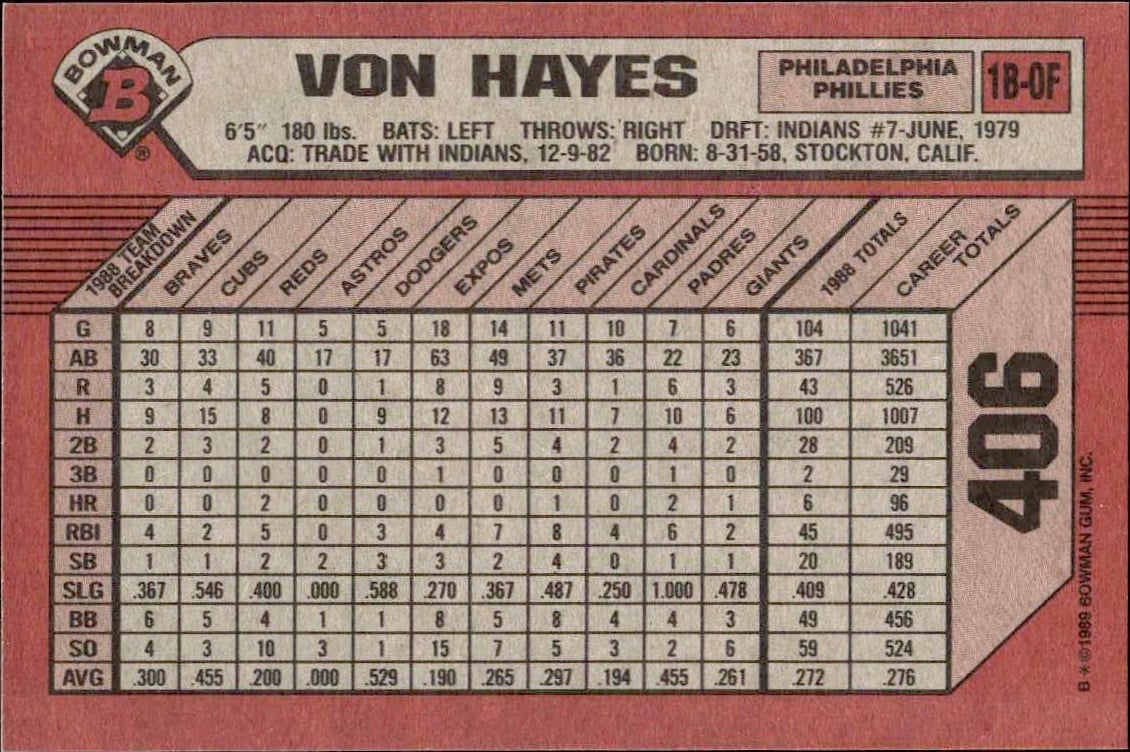 BOWMAN
B
®
VON HAYES
PHILADELPHIA
PHILLIES
1B-OF
6'5" 180 lbs. BATS: LEFT THROWS: RIGHT DRFT: INDIANS #7-JUNE, 1979
ACQ: TRADE WITH INDIANS, 12-9-82 BORN: 8-31-58, STOCKTON, CALIF.
1988 TEAM BREAKDOWN BRAVES CUBS REDS ASTROS DODGERS EXPOS METS PIRATES CARDINALS PADRES GIANTS 1988 TOTALS CAREER TOTALS
G 8 9 11 5 5 18 14 11 10 7 6 104 1041
AB 30 33 40 17 17 63 49 37 36 22 23 367 3651
R 3 4 5 0 1 8 9 3 1 6 3 43 526
H 9 15 8 0 9 12 13 11 7 10 6 100 1007
2B 2 3 2 0 1 3 5 4 2 4 2 28 209
3B 0 0 0 0 0 1 0 0 0 1 0 2 29
HR 0 0 2 0 0 0 0 1 0 2 1 6 96
RBI 4 2 5 0 3 4 7 8 4 6 2 45 495
SB 1 1 2 2 3 3 2 4 0 1 1 20 189
SLG .367 .546 .400 .000 .588 .270 .367 .487 .250 1.000 .478 .409 .428
BB 6 5 4 1 1 8 5 8 4 4 3 49 456
SO 4 3 10 3 1 15 7 5 3 2 6 59 524
AVG .300 .455 .200 .000 .529 .190 .265 .297 .194 .455 .261 .272 .276
406
B*©1989 BOWMAN GUM, INC.